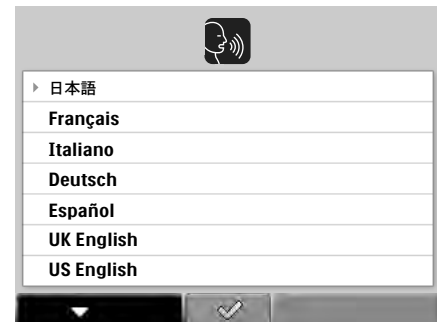 日本語
Français
Italiano
Deutsch
Español
UK English
US English